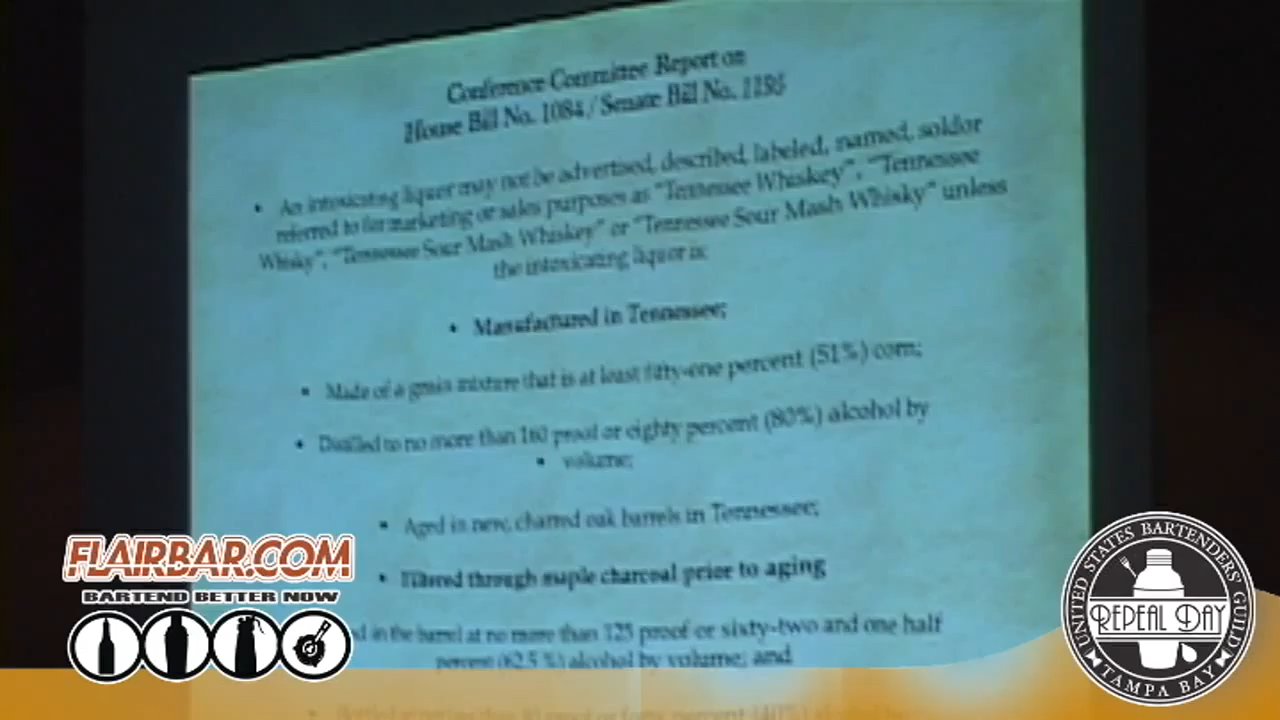 Conference Committee Report on
House Bill No. 1084 / Senate Bill No. 1195
• An intoxicating liquor may not be advertised, described, labeled, named, sold or
referred to for marketing or sales purposes as "Tennessee Whiskey", "Tennessee
Whisky", "Tennessee Sour Mash Whiskey" or "Tennessee Sour Mash Whisky" unless
the intoxicating liquor is:
• Manufactured in Tennessee;
• Made of a grain mixture that is at least fifty-one percent (51%) corn;
• Distilled to no more than 160 proof or eighty percent (80%) alcohol by
• volume;
• Aged in new, charred oak barrels in Tennessee;
• Filtered through maple charcoal prior to aging
d in the barrel at no more than 125 proof or sixty-two and one half
percent (62.5 %) alcohol by volume; and
FLAIRBAR.COM
BARTEND BETTER NOW
UNITED STATES BARTENDERS' GUILD
REPEAL DAY
TAMPA BAY